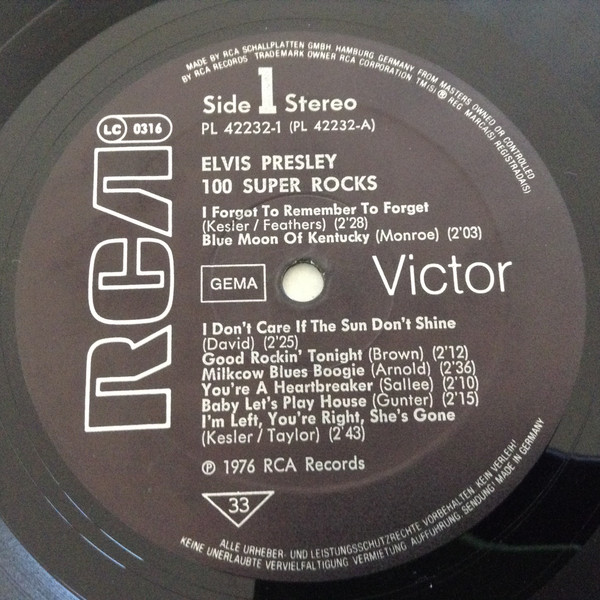 MADE BY RCA SCHALLPLATTEN GMBH, HAMBURG, GERMANY FROM MASTERS OWNED OR CONTROLLED
BY RCA RECORDS TRADEMARK OWNER RCA CORPORATION TM(S) ® REG MARCA(S) REGISTRADA(S)
Side 1 Stereo
PL 42232-1 (PL 42232-A)
LC 0316
RCA
ELVIS PRESLEY
100 SUPER ROCKS
I Forgot To Remember To Forget
(Kesler/Feathers) (2'28)
Blue Moon Of Kentucky (Monroe) (2'03)
GEMA
Victor
I Don't Care If The Sun Don't Shine
(David) (2'25)
Good Rockin' Tonight (Brown) (2'12)
Milkcow Blues Boogie (Arnold) (2'36)
You're A Heartbreaker (Sallee) (2'10)
Baby Let's Play House (Gunter) (2'15)
I'm Left, You're Right, She's Gone
(Kesler/Taylor) (2'43)
℗ 1976 RCA Records
33
ALLE URHEBER- UND LEISTUNGSSCHUTZRECHTE VORBEHALTEN. KEIN VERLEIH!
KEINE UNERLAUBTE VERVIELFÄLTIGUNG, VERMIETUNG, AUFFÜHRUNG, SENDUNG! MADE IN GERMANY